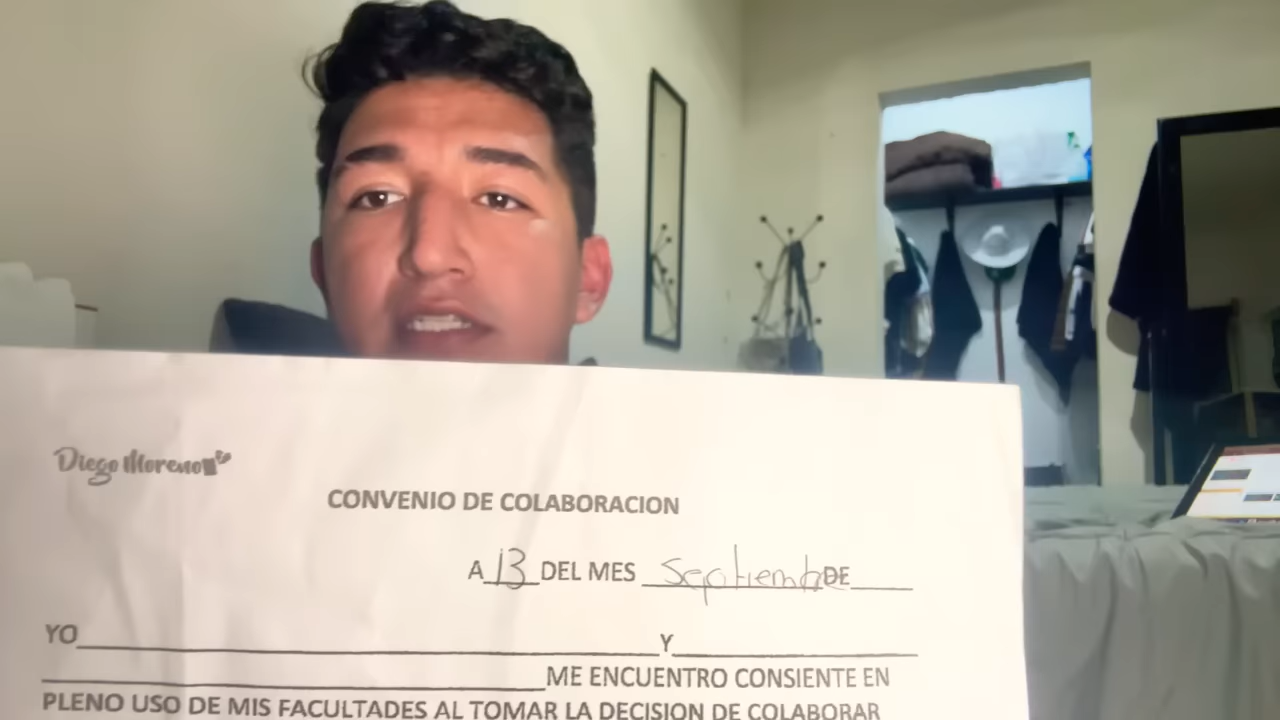 Diego Moreno
CONVENIO DE COLABORACION
A 13 DEL MES Septiembre DE
YO Y
ME ENCUENTRO CONSIENTE EN
PLENO USO DE MIS FACULTADES AL TOMAR LA DECISION DE COLABORAR